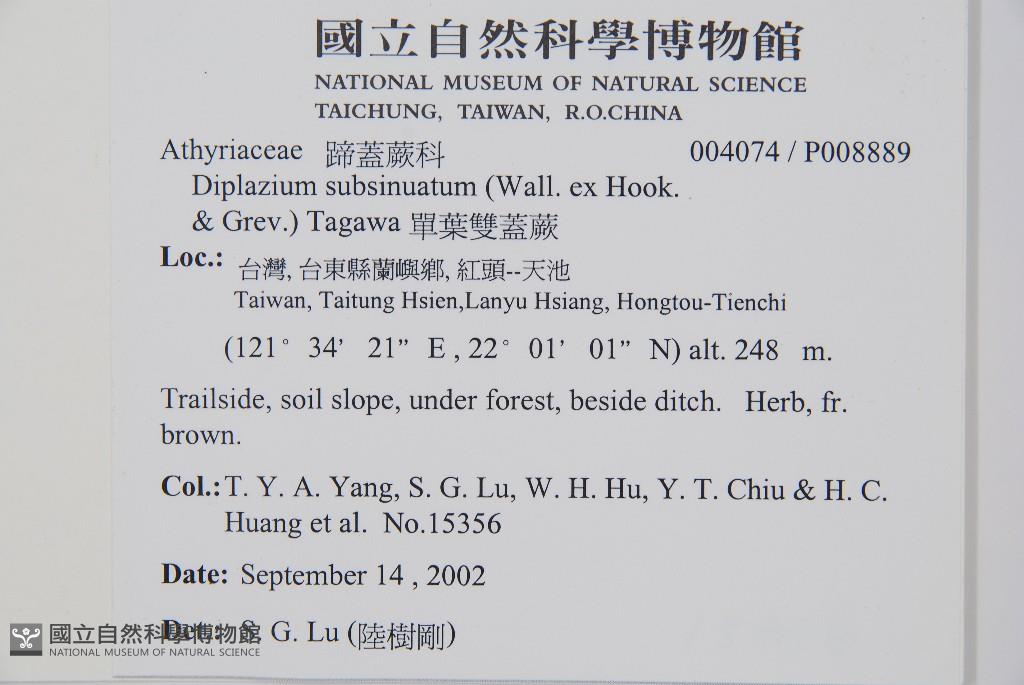 國立自然科學博物館
NATIONAL MUSEUM OF NATURAL SCIENCE
TAICHUNG, TAIWAN, R.O.CHINA
Athyriaceae 蹄蓋蕨科 004074 / P008889
Diplazium subsinuatum (Wall. ex Hook.
& Grev.) Tagawa 單葉雙蓋蕨
Loc.: 台灣, 台東縣蘭嶼鄉, 紅頭--天池
Taiwan, Taitung Hsien,Lanyu Hsiang, Hongtou-Tienchi
(121° 34’ 21” E , 22° 01’ 01” N) alt. 248 m.
Trailside, soil slope, under forest, beside ditch. Herb, fr.
brown.
Col.: T. Y. A. Yang, S. G. Lu, W. H. Hu, Y. T. Chiu & H. C.
Huang et al. No.15356
Date: September 14 , 2002
Det.: S. G. Lu (陸樹剛)
國立自然科學博物館
NATIONAL MUSEUM OF NATURAL SCIENCE